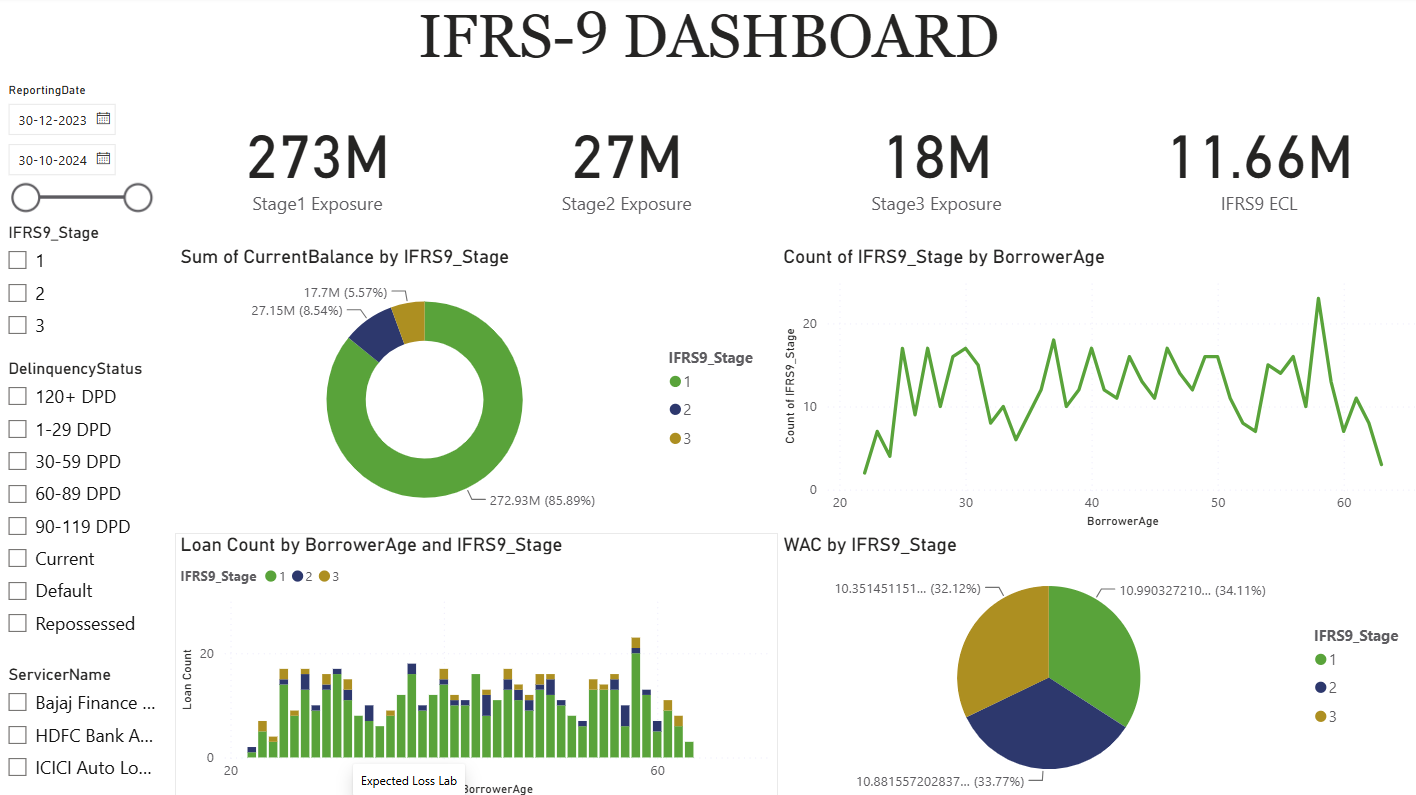 IFRS-9 DASHBOARD
ReportingDate
30-12-2023
30-10-2024
IFRS9_Stage
1
2
3
DelinquencyStatus
120+ DPD
1-29 DPD
30-59 DPD
60-89 DPD
90-119 DPD
Current
Default
Repossessed
ServicerName
Bajaj Finance ...
HDFC Bank A...
ICICI Auto Lo...
273M
Stage1 Exposure
27M
Stage2 Exposure
18M
Stage3 Exposure
11.66M
IFRS9 ECL
Sum of CurrentBalance by IFRS9_Stage
17.7M (5.57%)
27.15M (8.54%)
272.93M (85.89%)
IFRS9_Stage
1
2
3
Count of IFRS9_Stage by BorrowerAge
Count of IFRS9_Stage
20
10
0
20 30 40 50 60
BorrowerAge
Loan Count by BorrowerAge and IFRS9_Stage
IFRS9_Stage 1 2 3
Loan Count
20
0
20 60
BorrowerAge
Expected Loss Lab
WAC by IFRS9_Stage
10.351451151... (32.12%)
10.990327210... (34.11%)
10.881557202837... (33.77%)
IFRS9_Stage
1
2
3